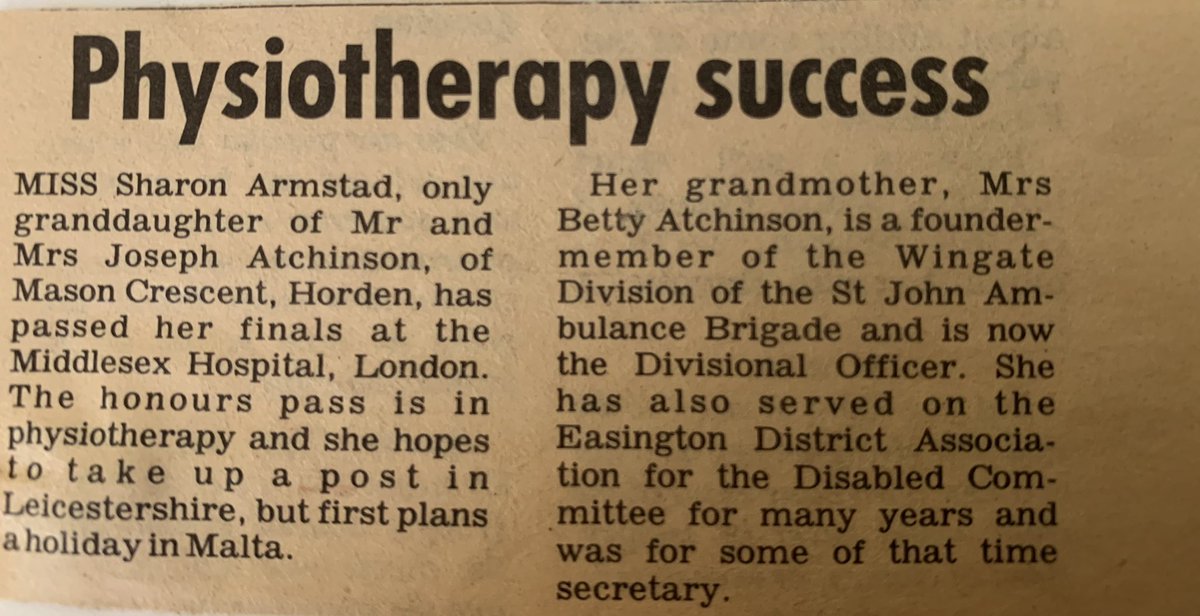 Physiotherapy success
MISS Sharon Armstad, only
granddaughter of Mr and
Mrs Joseph Atchinson, of
Mason Crescent, Horden, has
passed her finals at the
Middlesex Hospital, London.
The honours pass is in
physiotherapy and she hopes
to take up a post in
Leicestershire, but first plans
a holiday in Malta.
Her grandmother, Mrs
Betty Atchinson, is a founder-
member of the Wingate
Division of the St John Am-
bulance Brigade and is now
the Divisional Officer. She
has also served on the
Easington District Associa-
tion for the Disabled Com-
mittee for many years and
was for some of that time
secretary.